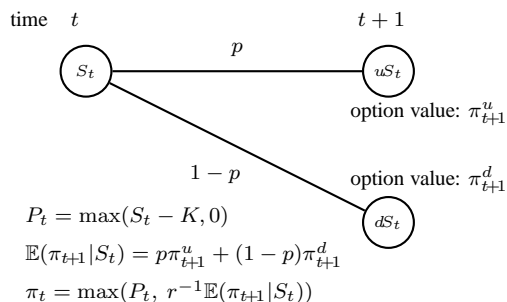 time t t + 1
p
S_t uS_t
option value: π^u_{t+1}
1 − p
option value: π^d_{t+1}
dS_t
P_t = max(S_t − K, 0)
𝔼(π_{t+1}|S_t) = pπ^u_{t+1} + (1 − p)π^d_{t+1}
π_t = max(P_t, r^{−1}𝔼(π_{t+1}|S_t))